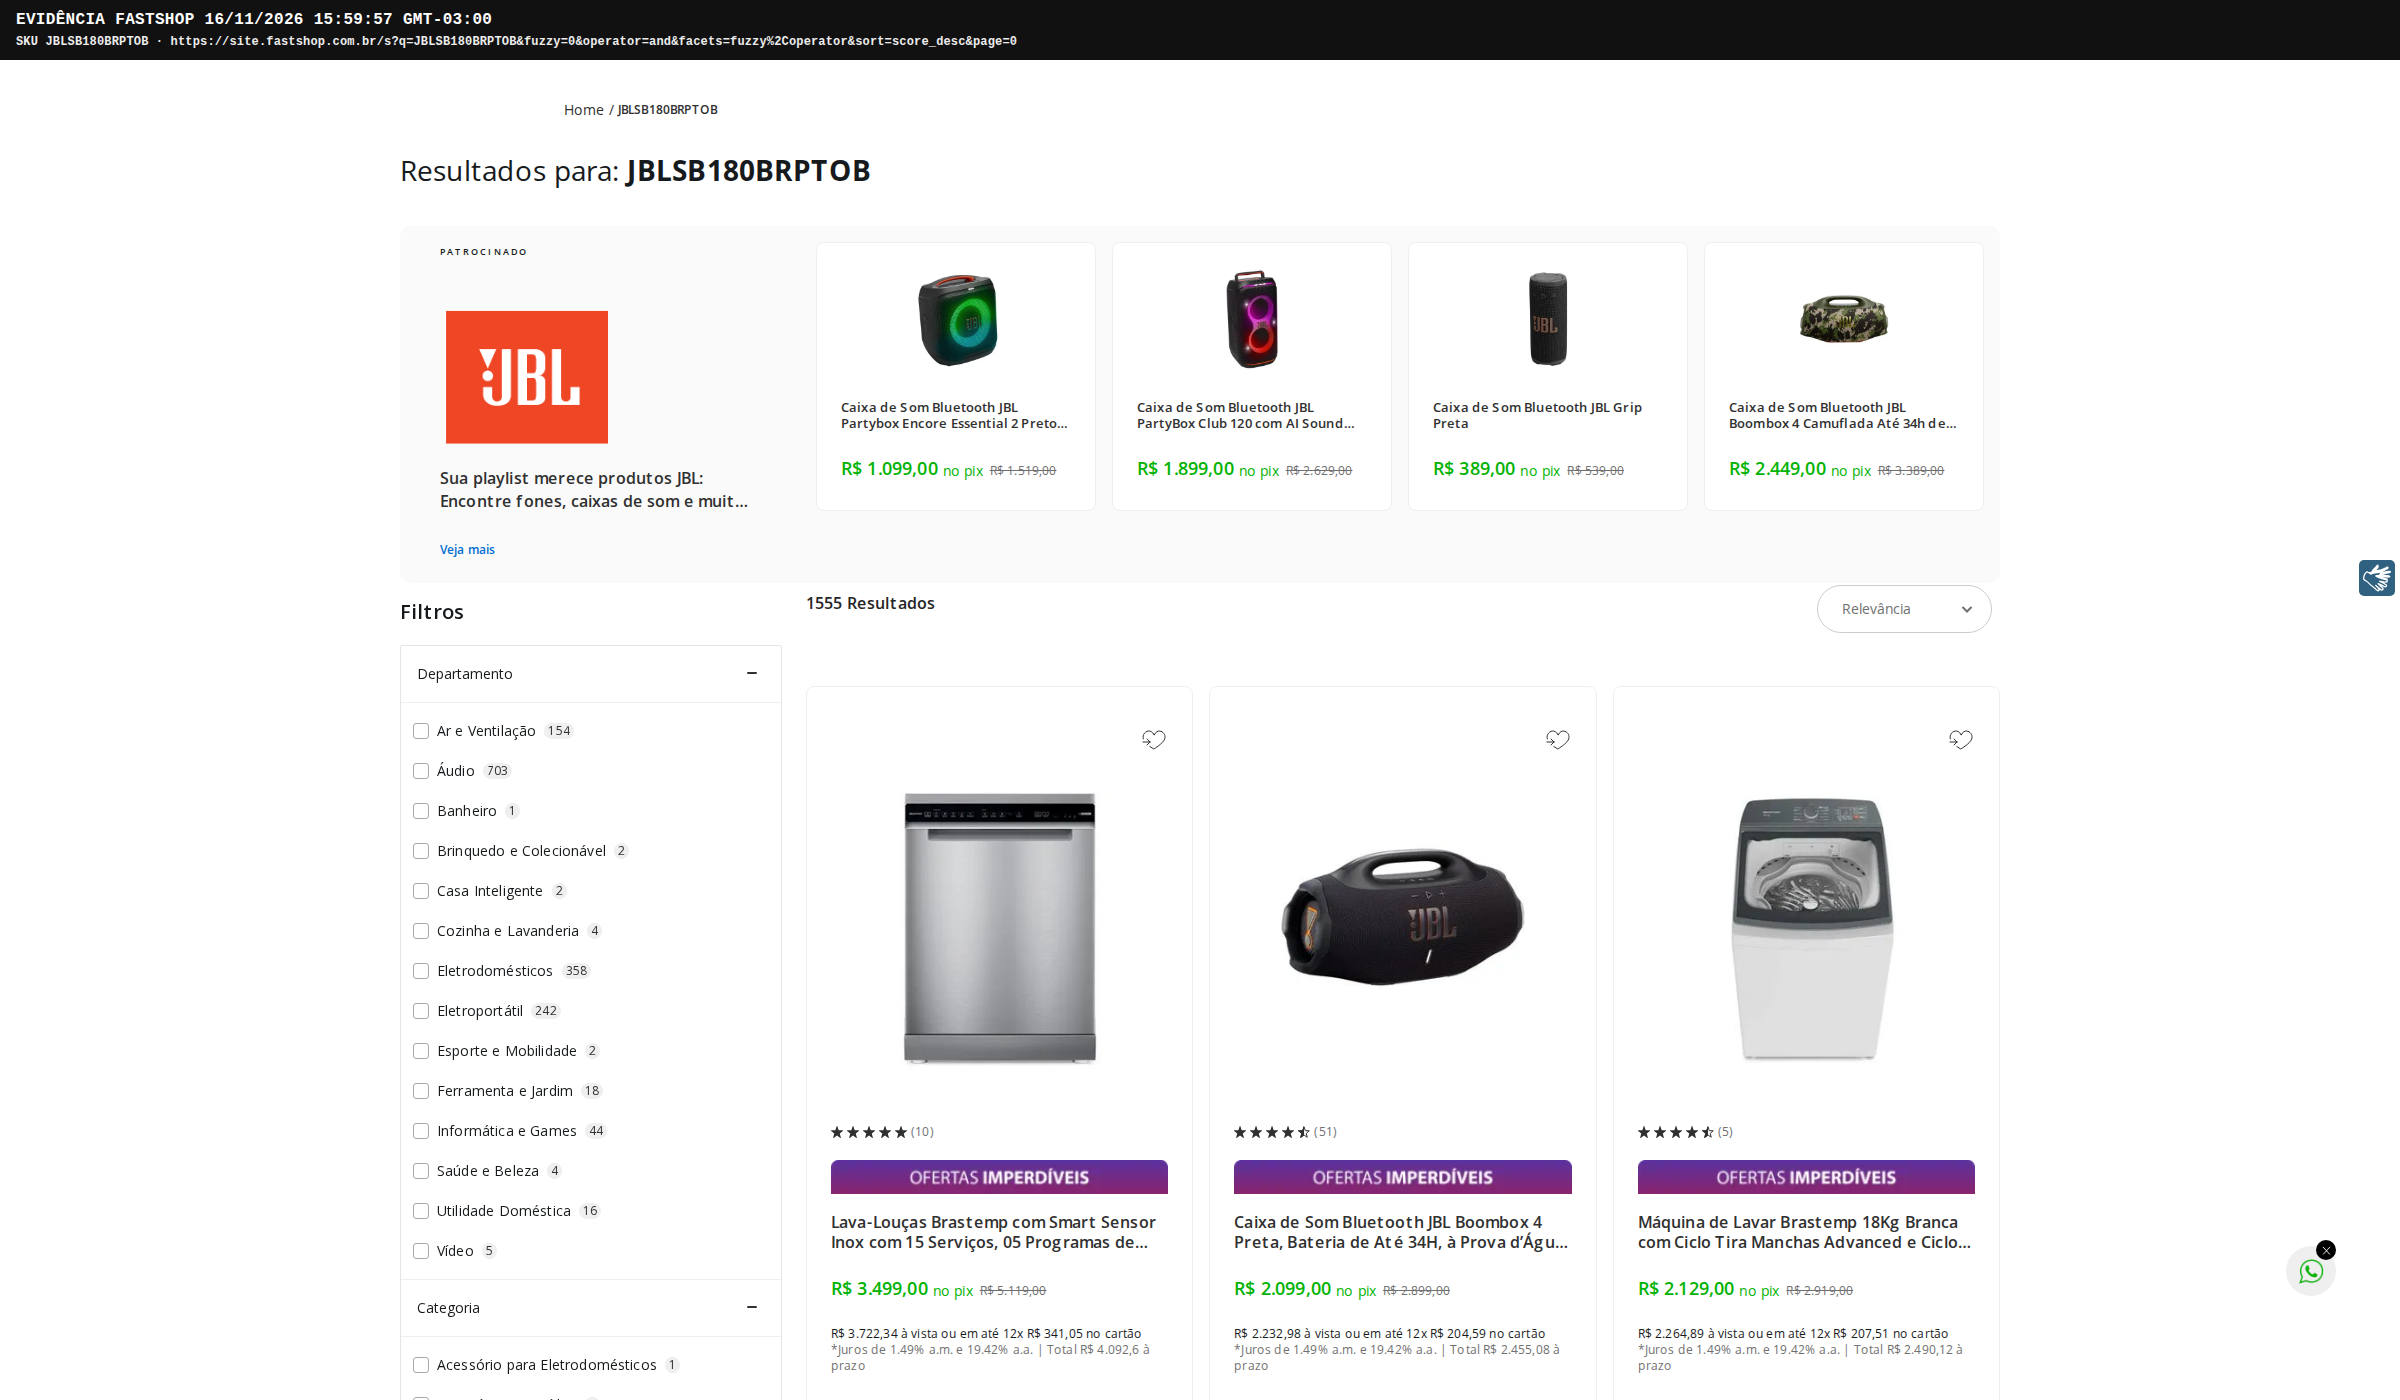 EVIDÊNCIA FASTSHOP 16/11/2026 15:59:57 GMT-03:00
SKU JBLSB180BRPTOB · https://site.fastshop.com.br/s?q=JBLSB180BRPTOB&fuzzy=0&operator=and&facets=fuzzy%2Coperator&sort=score_desc&page=0
Home / JBLSB180BRPTOB
Resultados para: JBLSB180BRPTOB
PATROCINADO
JBL
Sua playlist merece produtos JBL:
Encontre fones, caixas de som e muit...
Veja mais
Caixa de Som Bluetooth JBL
Partybox Encore Essential 2 Preto...
R$ 1.099,00 no pix R$ 1.519,00
Caixa de Som Bluetooth JBL
PartyBox Club 120 com AI Sound...
R$ 1.899,00 no pix R$ 2.629,00
Caixa de Som Bluetooth JBL Grip
Preta
R$ 389,00 no pix R$ 539,00
Caixa de Som Bluetooth JBL
Boombox 4 Camuflada Até 34h de...
R$ 2.449,00 no pix R$ 3.389,00
Filtros
Departamento
Ar e Ventilação 154
Áudio 703
Banheiro 1
Brinquedo e Colecionável 2
Casa Inteligente 2
Cozinha e Lavanderia 4
Eletrodomésticos 358
Eletroportátil 242
Esporte e Mobilidade 2
Ferramenta e Jardim 18
Informática e Games 44
Saúde e Beleza 4
Utilidade Doméstica 16
Vídeo 5
Categoria
Acessório para Eletrodomésticos 1
1555 Resultados
Relevância
(10)
OFERTAS IMPERDÍVEIS
Lava-Louças Brastemp com Smart Sensor
Inox com 15 Serviços, 05 Programas de...
R$ 3.499,00 no pix R$ 5.119,00
R$ 3.722,34 à vista ou em até 12x R$ 341,05 no cartão
*Juros de 1.49% a.m. e 19.42% a.a. | Total R$ 4.092,6 à
prazo
JBL
(51)
OFERTAS IMPERDÍVEIS
Caixa de Som Bluetooth JBL Boombox 4
Preta, Bateria de Até 34H, à Prova d’Águ...
R$ 2.099,00 no pix R$ 2.899,00
R$ 2.232,98 à vista ou em até 12x R$ 204,59 no cartão
*Juros de 1.49% a.m. e 19.42% a.a. | Total R$ 2.455,08 à
prazo
(5)
OFERTAS IMPERDÍVEIS
Máquina de Lavar Brastemp 18Kg Branca
com Ciclo Tira Manchas Advanced e Ciclo...
R$ 2.129,00 no pix R$ 2.919,00
R$ 2.264,89 à vista ou em até 12x R$ 207,51 no cartão
*Juros de 1.49% a.m. e 19.42% a.a. | Total R$ 2.490,12 à
prazo